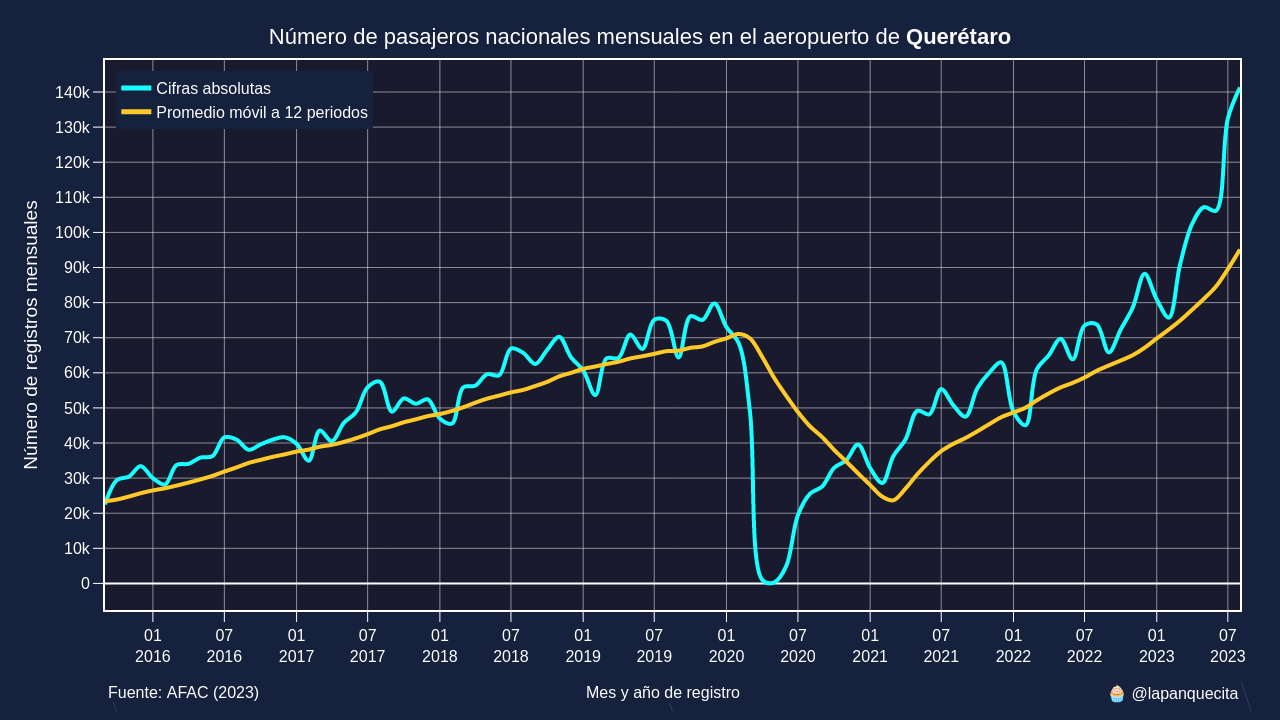 Número de pasajeros nacionales mensuales en el aeropuerto de Querétaro
Cifras absolutas
Promedio móvil a 12 periodos
Número de registros mensuales
140k
130k
120k
110k
100k
90k
80k
70k
60k
50k
40k
30k
20k
10k
0
01 07 01 07 01 07 01 07 01 07 01 07 01 07 01 07
2016 2016 2017 2017 2018 2018 2019 2019 2020 2020 2021 2021 2022 2022 2023 2023
Fuente: AFAC (2023) Mes y año de registro 🧁 @lapanquecita